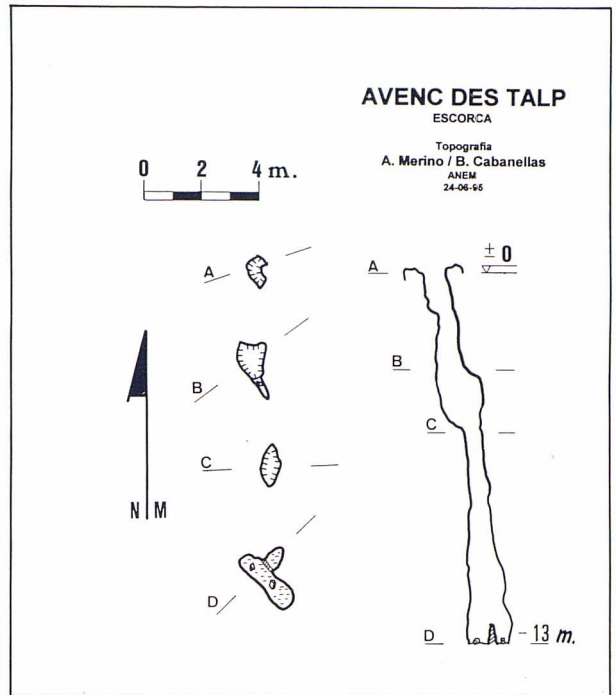 AVENC DES TALP
ESCORCA
Topografia
A. Merino / B. Cabanellas
ANEM
24-06-95
0 2 4 m.
A
B
C
D
N M
A
± 0
B
C
D
- 13 m.